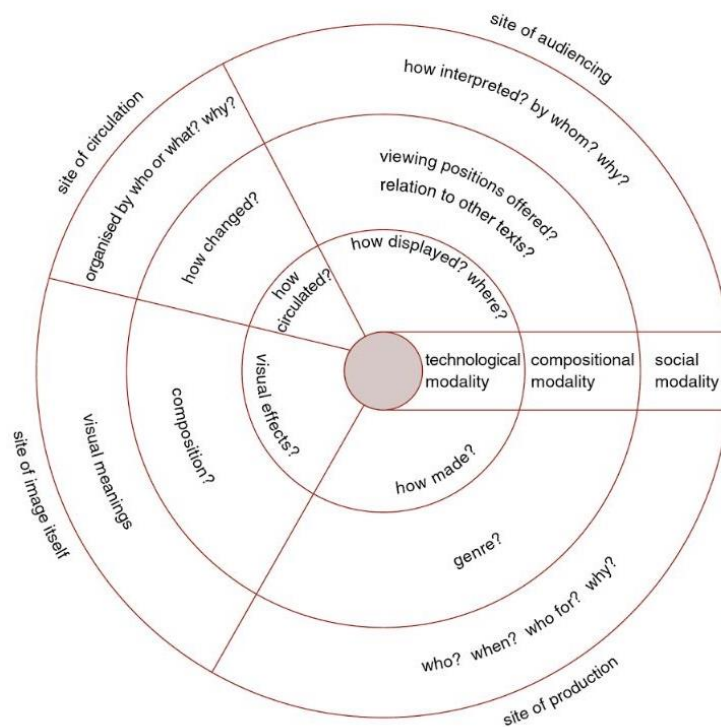 site of audiencing
how interpreted? by whom? why?
viewing positions offered?
relation to other texts?
how displayed? where?
site of circulation
organised by who or what? why?
how changed?
how
circulated?
technological
modality
compositional
modality
social
modality
site of image itself
visual meanings
composition?
visual effects?
how made?
genre?
who? when? who for? why?
site of production